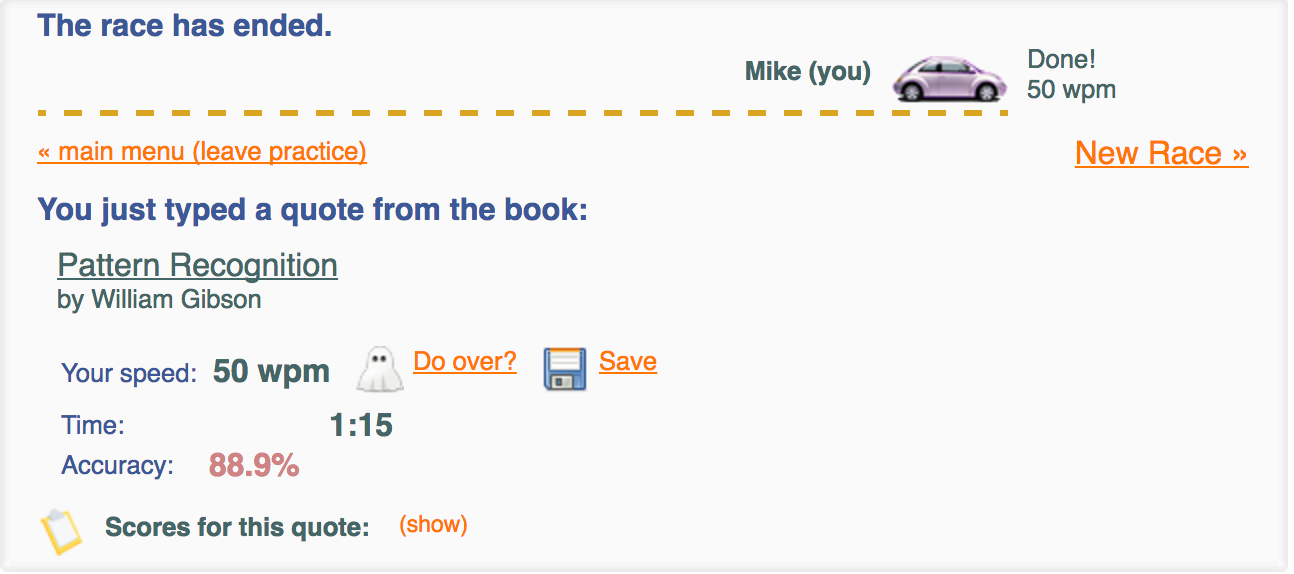 The race has ended.
Mike (you)
Done!
50 wpm
« main menu (leave practice)
New Race »
You just typed a quote from the book:
Pattern Recognition
by William Gibson
Your speed: 50 wpm Do over? Save
Time: 1:15
Accuracy: 88.9%
Scores for this quote: (show)